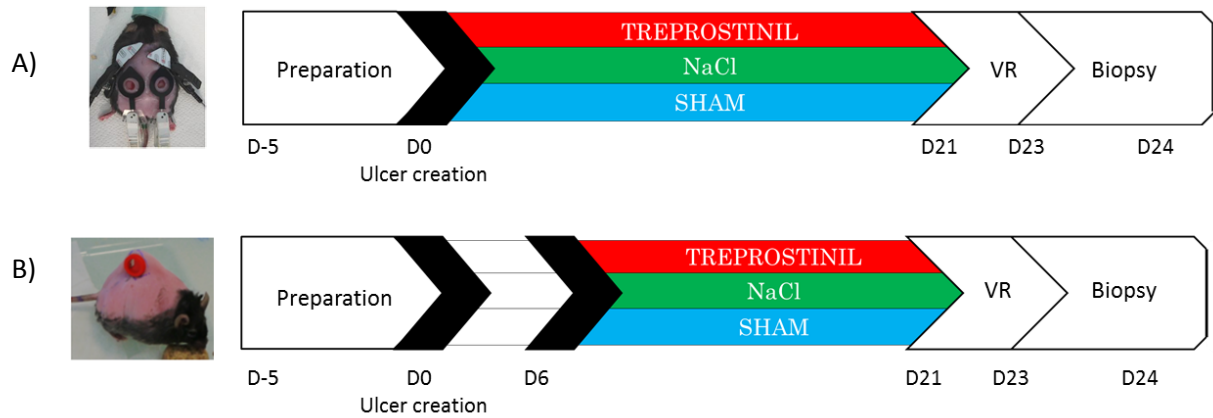 A)
TREPROSTINIL
Preparation
NaCl
VR
Biopsy
SHAM
D-5
D0
D21
D23
D24
Ulcer creation
B)
TREPROSTINIL
Preparation
NaCl
VR
Biopsy
SHAM
D-5
D0
D6
D21
D23
D24
Ulcer creation